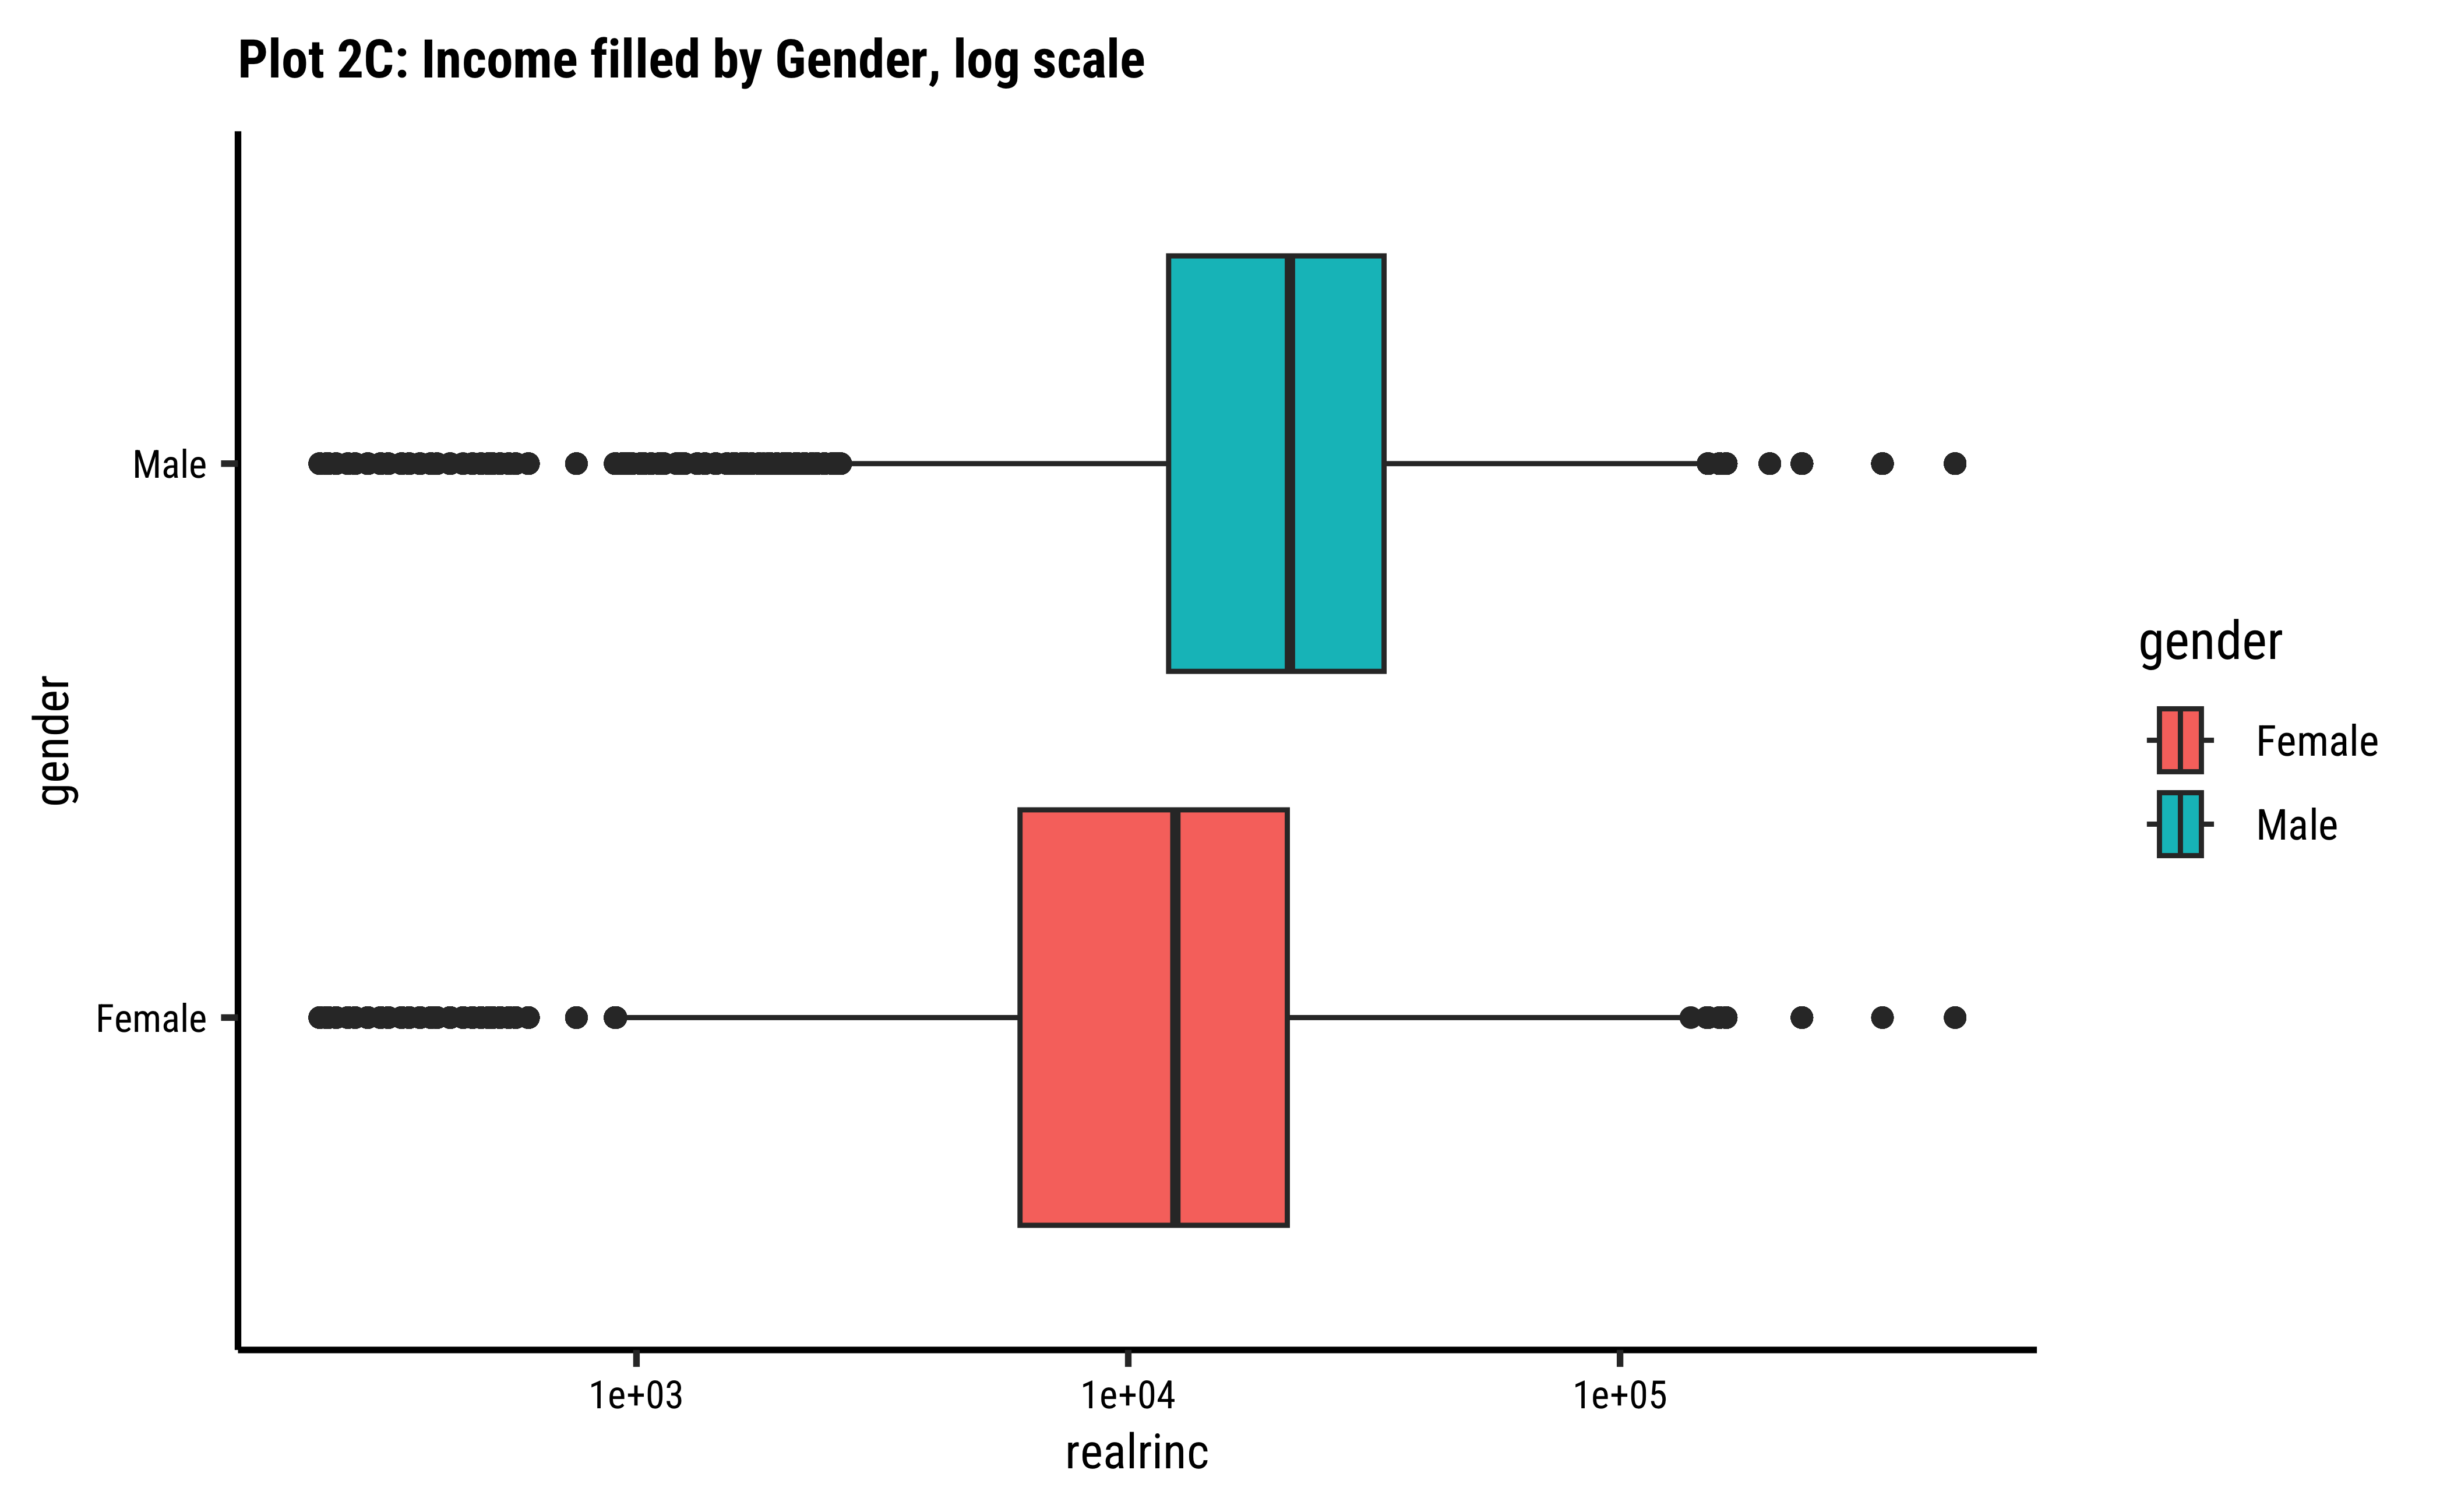 Plot 2C: Income filled by Gender, log scale
gender
Male
Female
1e+03
1e+04
1e+05
realrinc
gender
Female
Male